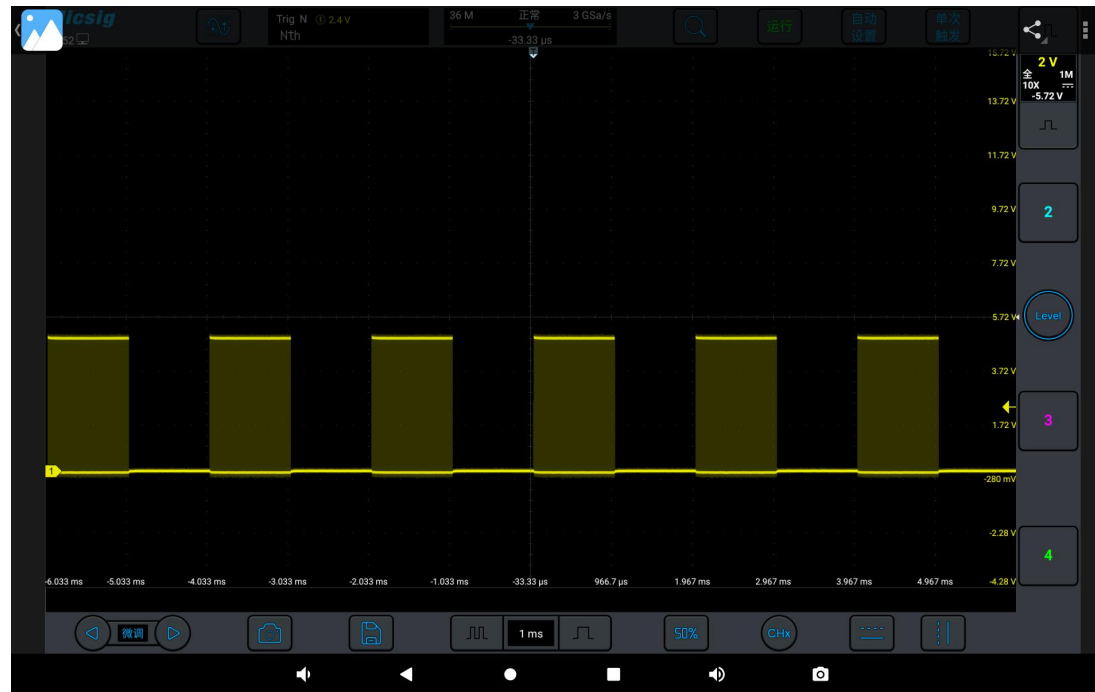 52
Trig N ① 2.4 V
Nth
36 M 正常 3 GSa/s
-33.33 µs
运行
自动
设置
单次
触发
T
15.72 V
13.72 V
11.72 V
9.72 V
7.72 V
5.72 V
3.72 V
1.72 V
-280 mV
-2.28 V
-4.28 V
2 V
全 1M
10X
-5.72 V
2
Level
3
4
1
-6.033 ms -5.033 ms -4.033 ms -3.033 ms -2.033 ms -1.033 ms -33.33 µs 966.7 µs 1.967 ms 2.967 ms 3.967 ms 4.967 ms
微调
1 ms
50%
CHx